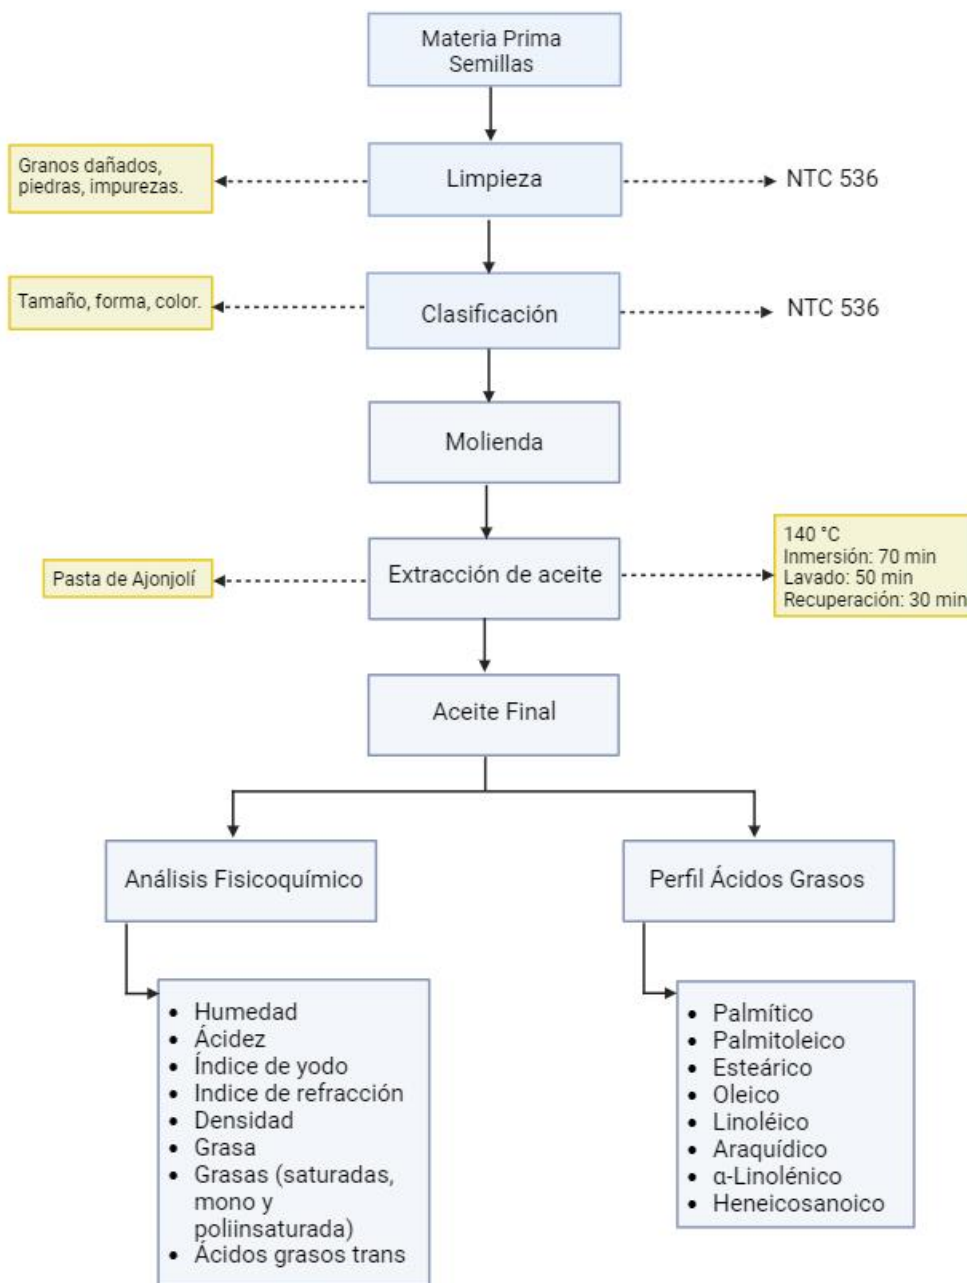 Materia Prima
Semillas
Granos dañados,
piedras, impurezas.
Limpieza
NTC 536
Tamaño, forma, color.
Clasificación
NTC 536
Molienda
Pasta de Ajonjolí
Extracción de aceite
140 °C
Inmersión: 70 min
Lavado: 50 min
Recuperación: 30 min
Aceite Final
Análisis Fisicoquímico
Perfil Ácidos Grasos
• Humedad
• Ácidez
• Índice de yodo
• Indice de refracción
• Densidad
• Grasa
• Grasas (saturadas,
mono y
poliinsaturada)
• Ácidos grasos trans
• Palmítico
• Palmitoleico
• Esteárico
• Oleico
• Linoléico
• Araquídico
• α-Linolénico
• Heneicosanoico